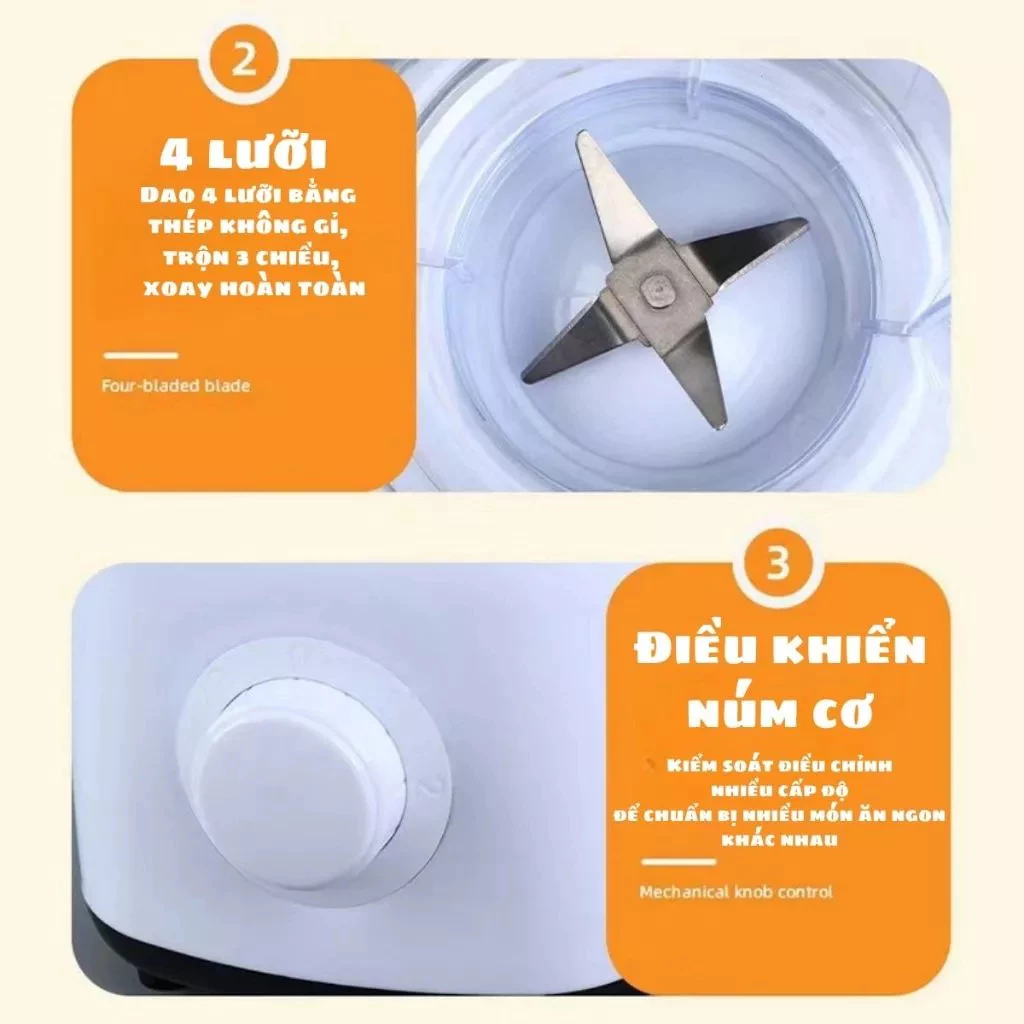 2
4 LƯỠI
DAO 4 LƯỠI BẰNG
THÉP KHÔNG GỈ,
TRỘN 3 CHIỀU,
XOAY HOÀN TOÀN
Four-bladed blade
3
ĐIỀU KHIỂN
NÚM CƠ
KIỂM SOÁT ĐIỀU CHỈNH
NHIỀU CẤP ĐỘ
ĐỂ CHUẨN BỊ NHIỀU MÓN ĂN NGON
KHÁC NHAU
Mechanical knob control
2